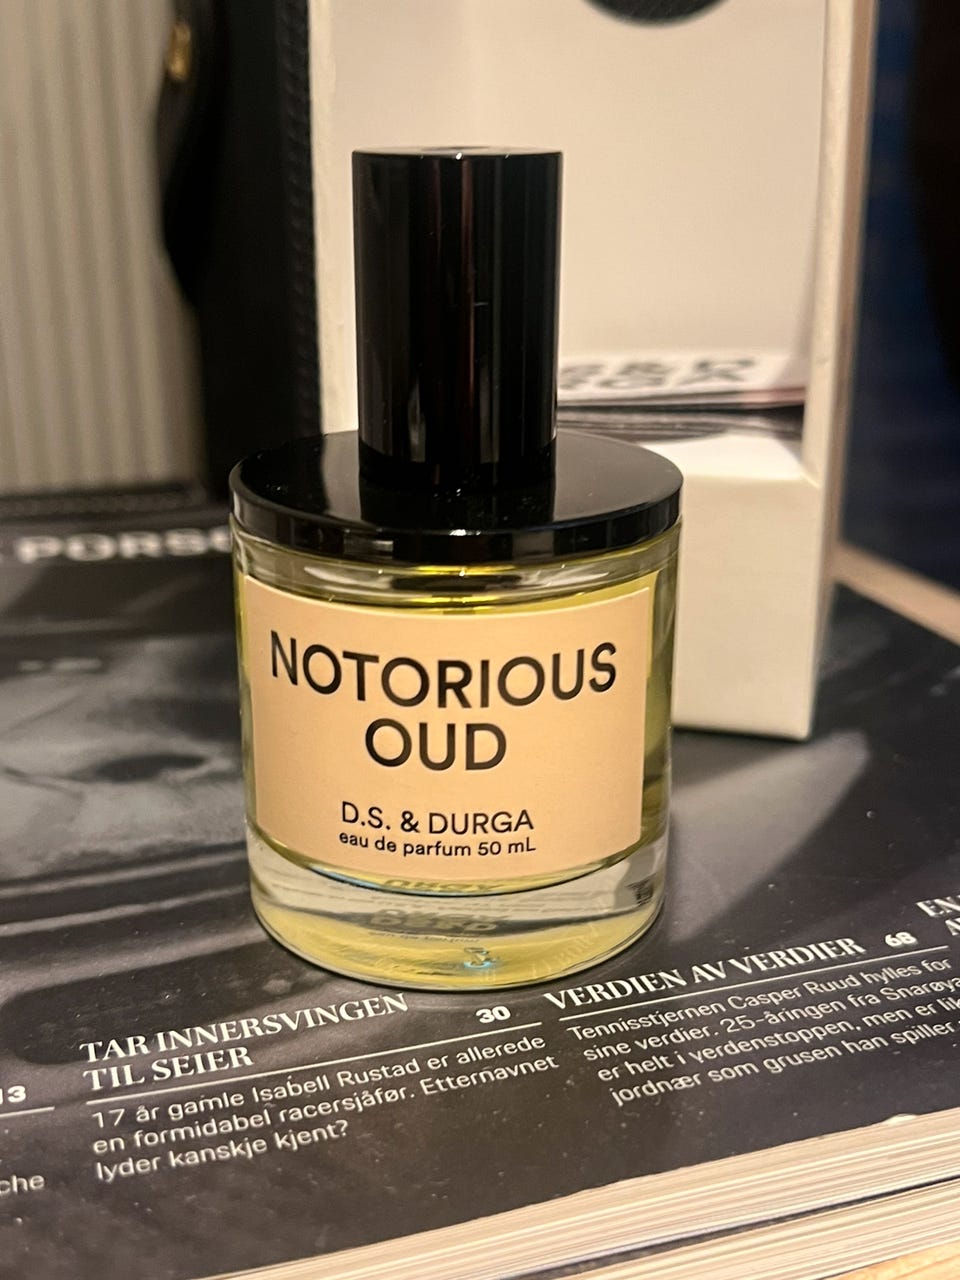 NOTORIOUS
OUD
D.S. & DURGA
eau de parfum 50 mL
TAR INNERSVINGEN
TIL SEIER
30
17 år gamle Isabell Rustad er allerede
en formidabel racersjåfør. Etternavnet
lyder kanskje kjent?
VERDIEN AV VERDIER
68
Tennisstjernen Casper Ruud hylles for
sine verdier. 25-åringen fra Snarøya
er helt i verdenstoppen, men er like
jordnær som grusen han spiller